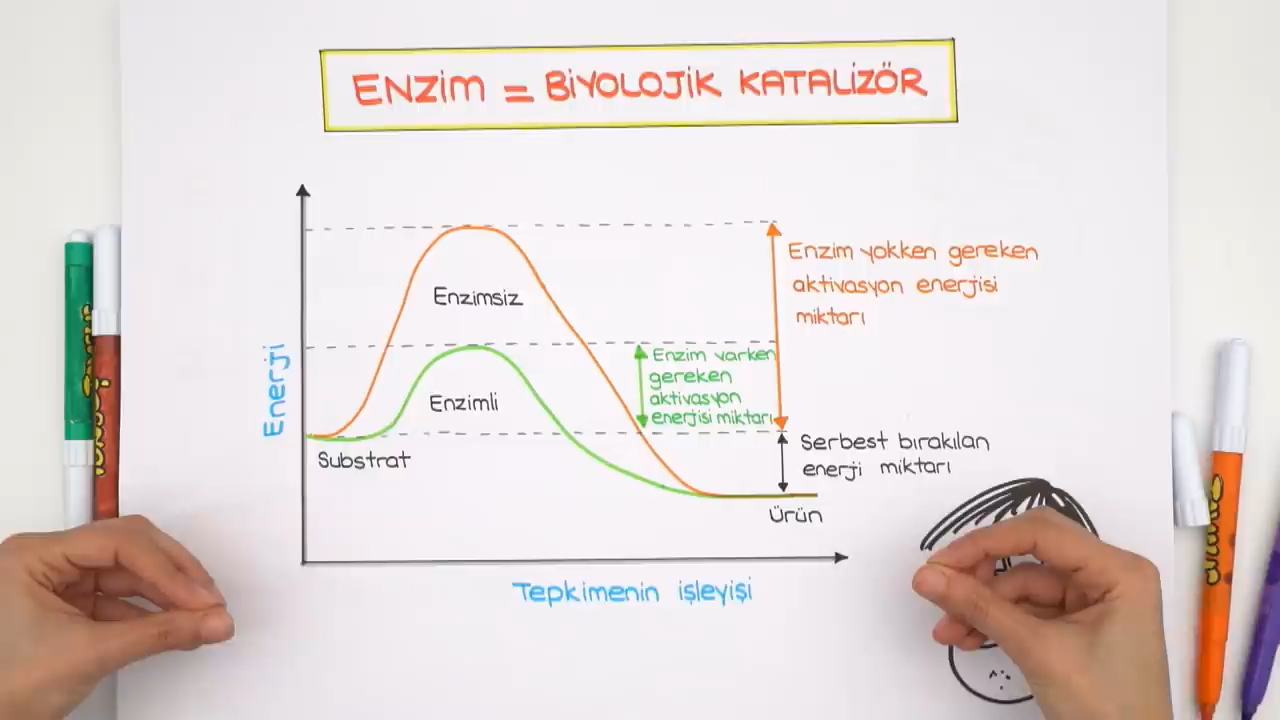 ENZİM = BİYOLOJİK KATALİZÖR
Enzim yokken gereken
aktivasyon enerjisi
miktarı
Enzimsiz
Enerji
Enzim varken
gereken
aktivasyon
enerjisi miktarı
Enzimli
Substrat
Serbest bırakılan
enerji miktarı
Ürün
Tepkimenin işleyişi